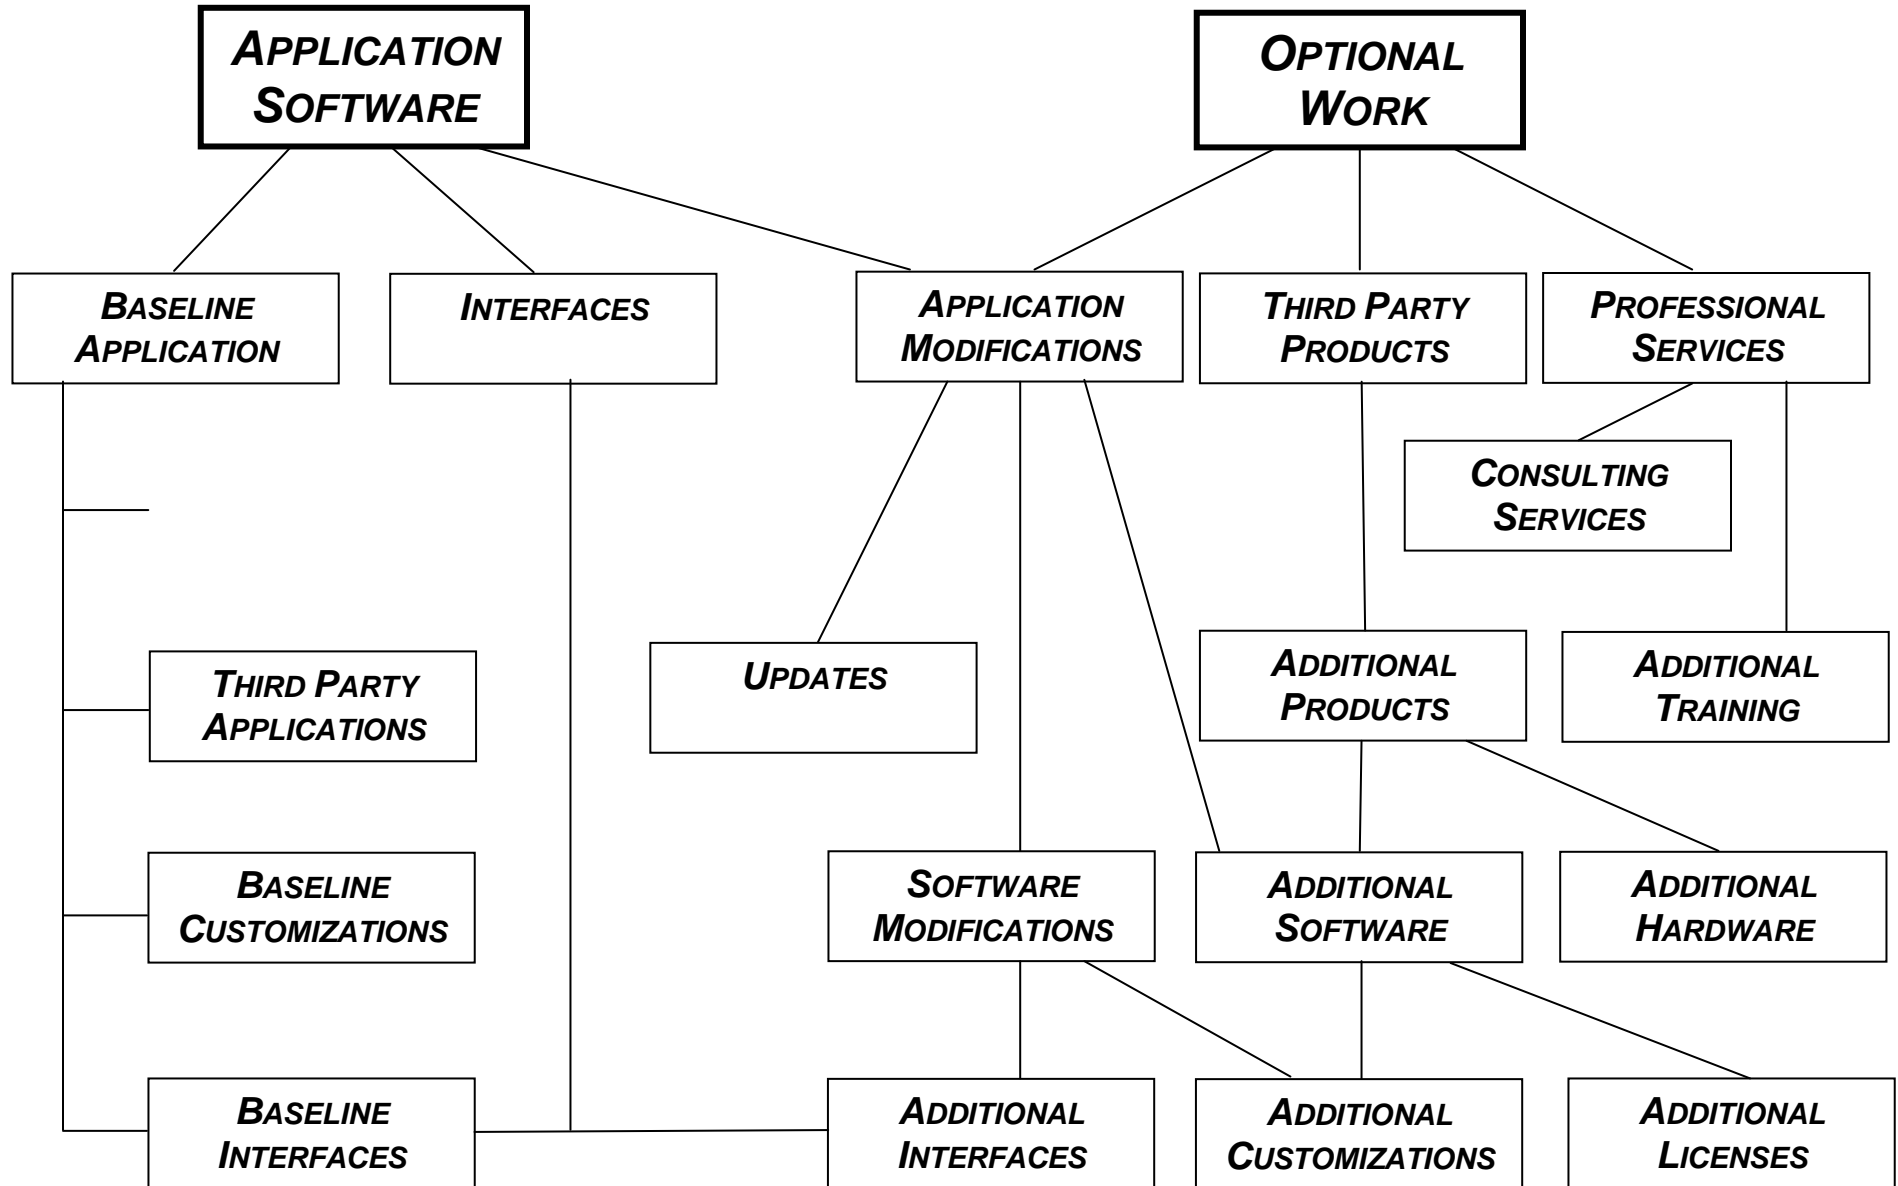 APPLICATION
SOFTWARE
OPTIONAL
WORK
BASELINE
APPLICATION
INTERFACES
APPLICATION
MODIFICATIONS
THIRD PARTY
PRODUCTS
PROFESSIONAL
SERVICES
CONSULTING
SERVICES
THIRD PARTY
APPLICATIONS
UPDATES
ADDITIONAL
PRODUCTS
ADDITIONAL
TRAINING
BASELINE
CUSTOMIZATIONS
SOFTWARE
MODIFICATIONS
ADDITIONAL
SOFTWARE
ADDITIONAL
HARDWARE
BASELINE
INTERFACES
ADDITIONAL
INTERFACES
ADDITIONAL
CUSTOMIZATIONS
ADDITIONAL
LICENSES